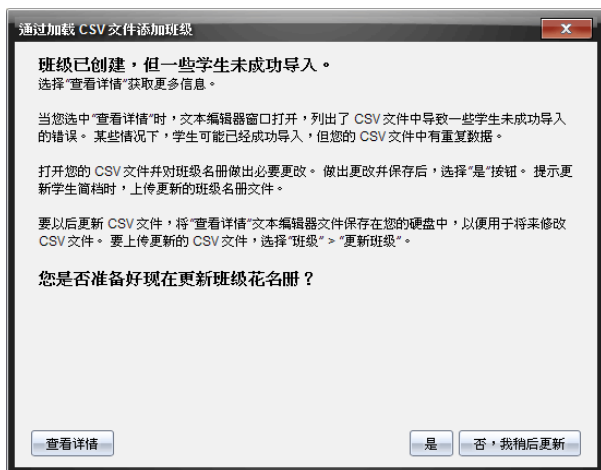 通过加载 CSV 文件添加班级
班级已创建，但一些学生未成功导入。
选择"查看详情"获取更多信息。
当您选中"查看详情"时，文本编辑器窗口打开，列出了 CSV 文件中导致一些学生未成功导入
的错误。 某些情况下，学生可能已经成功导入，但您的 CSV 文件中有重复数据。
打开您的 CSV 文件并对班级名册做出必要更改。 做出更改并保存后，选择"是"按钮。 提示更
新学生简档时，上传更新的班级名册文件。
要以后更新 CSV 文件，将"查看详情"文本编辑器文件保存在您的硬盘中，以便用于将来修改
CSV 文件。 要上传更新的 CSV 文件，选择"班级" > "更新班级"。
您是否准备好现在更新班级花名册？
查看详情
是
否，我稍后更新